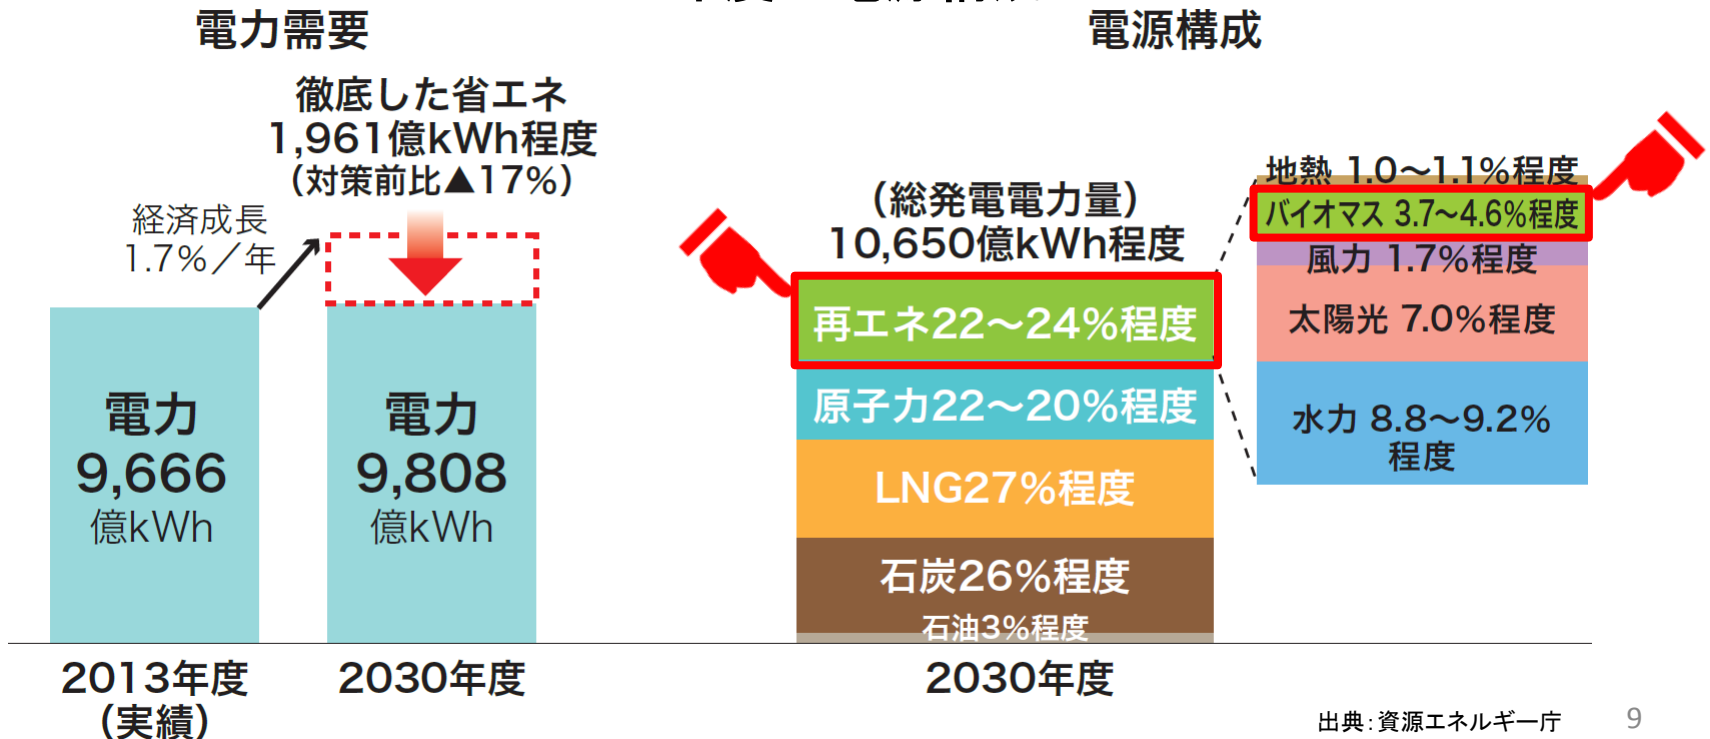 電力需要
徹底した省エネ
1,961億kWh程度
（対策前比▲17%）
経済成長
1.7%／年
電力
9,666
億kWh
電力
9,808
億kWh
2013年度
（実績）
2030年度
電源構成
（総発電電力量）
10,650億kWh程度
再エネ22～24%程度
原子力22～20%程度
LNG27%程度
石炭26%程度
石油3%程度
2030年度
地熱 1.0～1.1%程度
バイオマス 3.7～4.6%程度
風力 1.7%程度
太陽光 7.0%程度
水力 8.8～9.2%
程度
出典：資源エネルギー庁
9